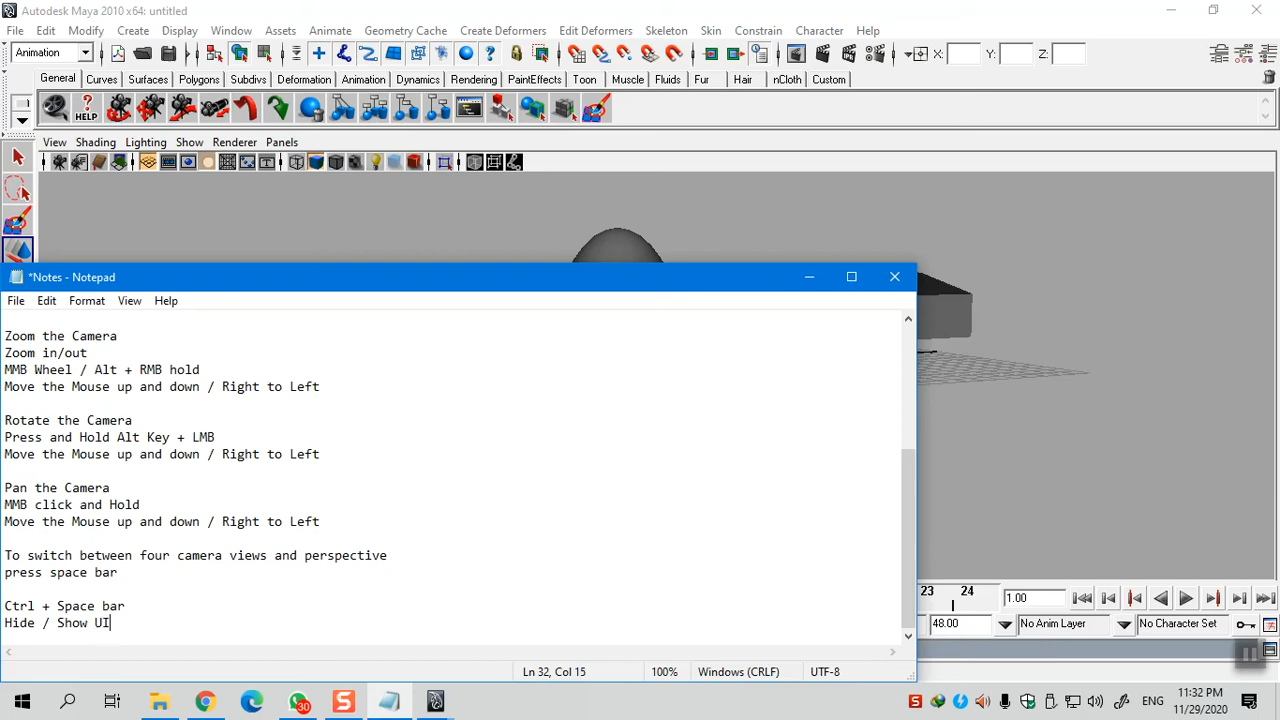 Autodesk Maya 2010 x64: untitled
File Edit Modify Create Display Window Assets Animate Geometry Cache Create Deformers Edit Deformers Skeleton Skin Constrain Character Help
Animation X: Y: Z:
General Curves Surfaces Polygons Subdivs Deformation Animation Dynamics Rendering PaintEffects Toon Muscle Fluids Fur Hair nCloth Custom
HELP
View Shading Lighting Show Renderer Panels
*Notes - Notepad
File Edit Format View Help
Zoom the Camera
Zoom in/out
MMB Wheel / Alt + RMB hold
Move the Mouse up and down / Right to Left
Rotate the Camera
Press and Hold Alt Key + LMB
Move the Mouse up and down / Right to Left
Pan the Camera
MMB click and Hold
Move the Mouse up and down / Right to Left
To switch between four camera views and perspective
press space bar
Ctrl + Space bar
Hide / Show UI
Ln 32, Col 15 100% Windows (CRLF) UTF-8
23 24 1.00
48.00 No Anim Layer No Character Set
30
ENG
11:32 PM
11/29/2020